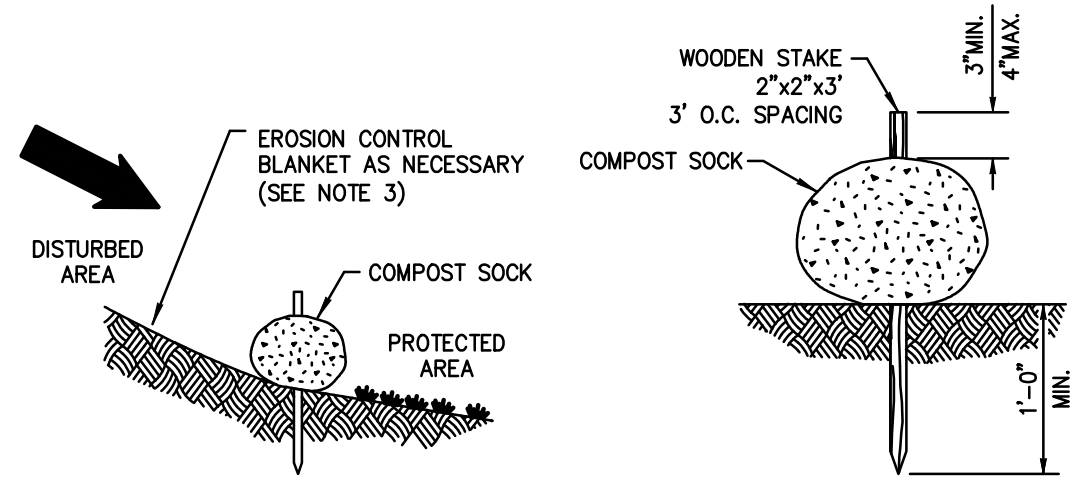 EROSION CONTROL
BLANKET AS NECESSARY
(SEE NOTE 3)
DISTURBED
AREA
COMPOST SOCK
PROTECTED
AREA
WOODEN STAKE
2"x2"x3'
3' O.C. SPACING
COMPOST SOCK
3"MIN.
4"MAX.
1'-0"
MIN.